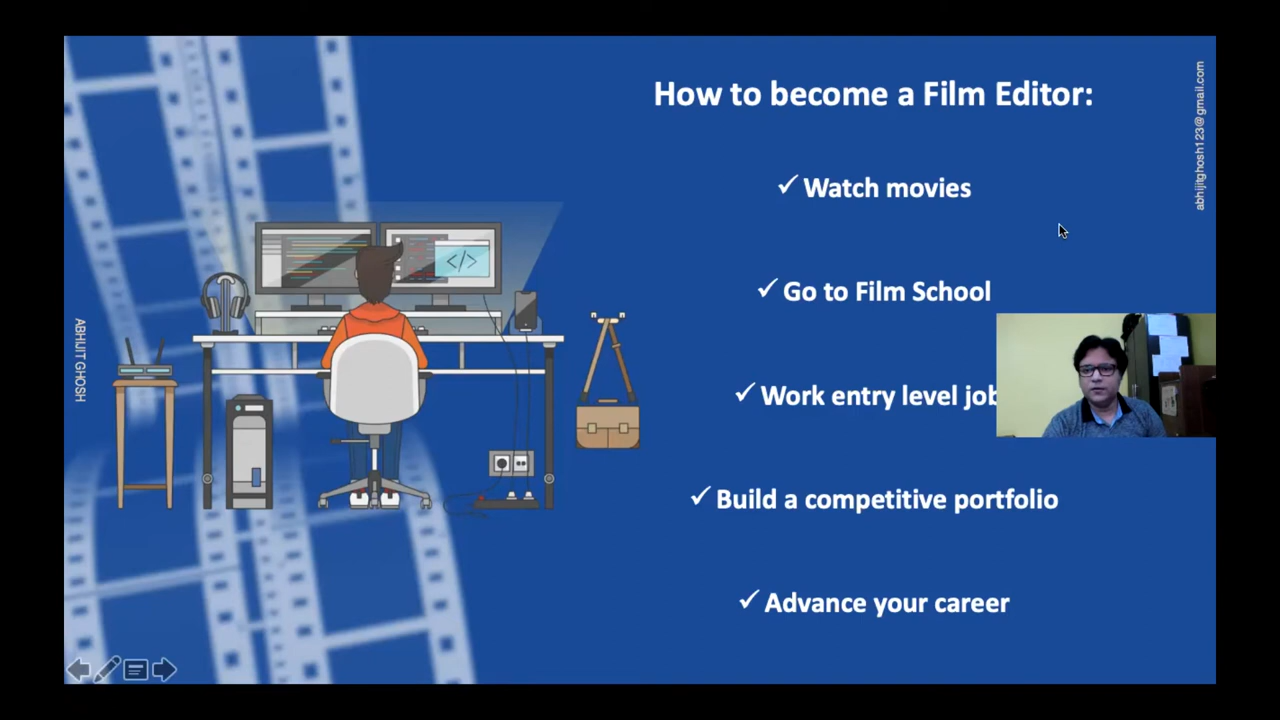 How to become a Film Editor:
abhijitghosh123@gmail.com
✓ Watch movies
✓ Go to Film School
✓ Work entry level job
✓ Build a competitive portfolio
✓ Advance your career
ABHIJIT GHOSH
</>